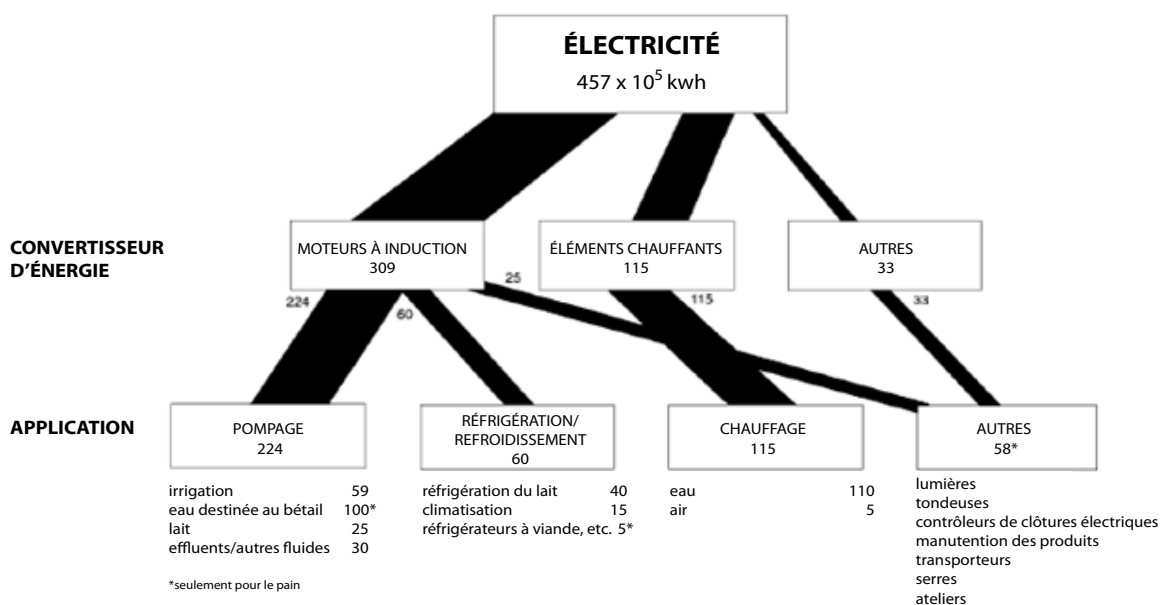 ÉLECTRICITÉ
457 x 10⁵ kwh
CONVERTISSEUR
D'ÉNERGIE
MOTEURS À INDUCTION
309
ÉLÉMENTS CHAUFFANTS
115
AUTRES
33
224
60
25
115
33
APPLICATION
POMPAGE
224
RÉFRIGÉRATION/
REFROIDISSEMENT
60
CHAUFFAGE
115
AUTRES
58*
irrigation 59
eau destinée au bétail 100*
lait 25
effluents/autres fluides 30
*seulement pour le pain
réfrigération du lait 40
climatisation 15
réfrigérateurs à viande, etc. 5*
eau 110
air 5
lumières
tondeuses
contrôleurs de clôtures électriques
manutention des produits
transporteurs
serres
ateliers